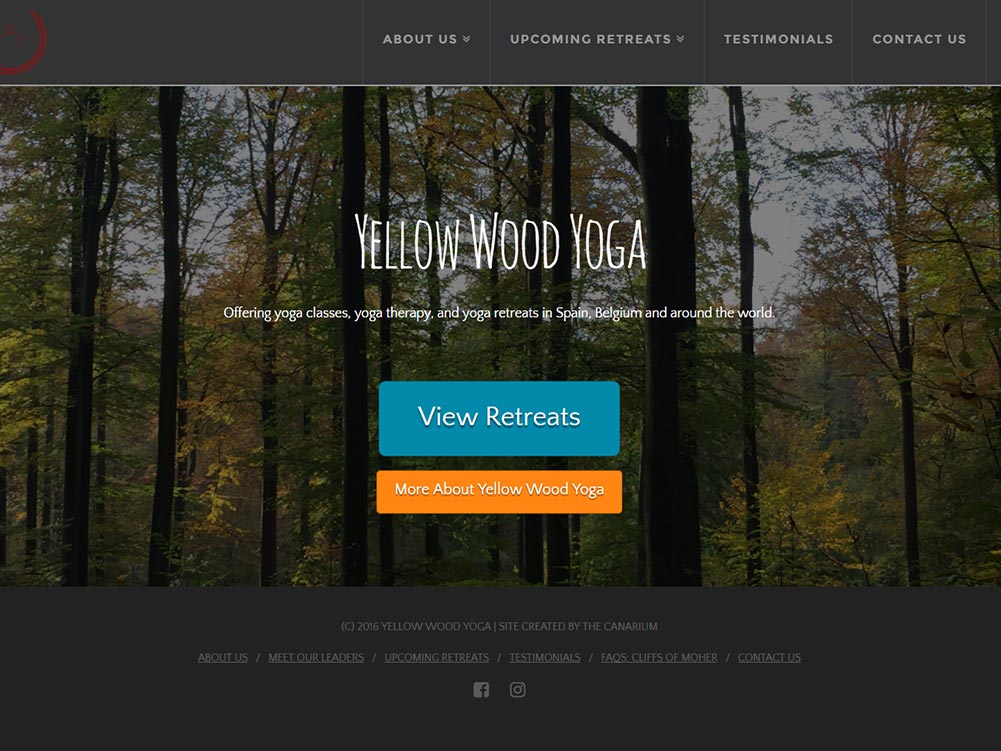 ABOUT US
UPCOMING RETREATS
TESTIMONIALS
CONTACT US
Yellow Wood Yoga
Offering yoga classes, yoga therapy, and yoga retreats in Spain, Belgium and around the world.
View Retreats
More About Yellow Wood Yoga
(C) 2016 YELLOW WOOD YOGA | SITE CREATED BY THE CANARIUM
ABOUT US / MEET OUR LEADERS / UPCOMING RETREATS / TESTIMONIALS / FAQS: CLIFFS OF MOHER / CONTACT US